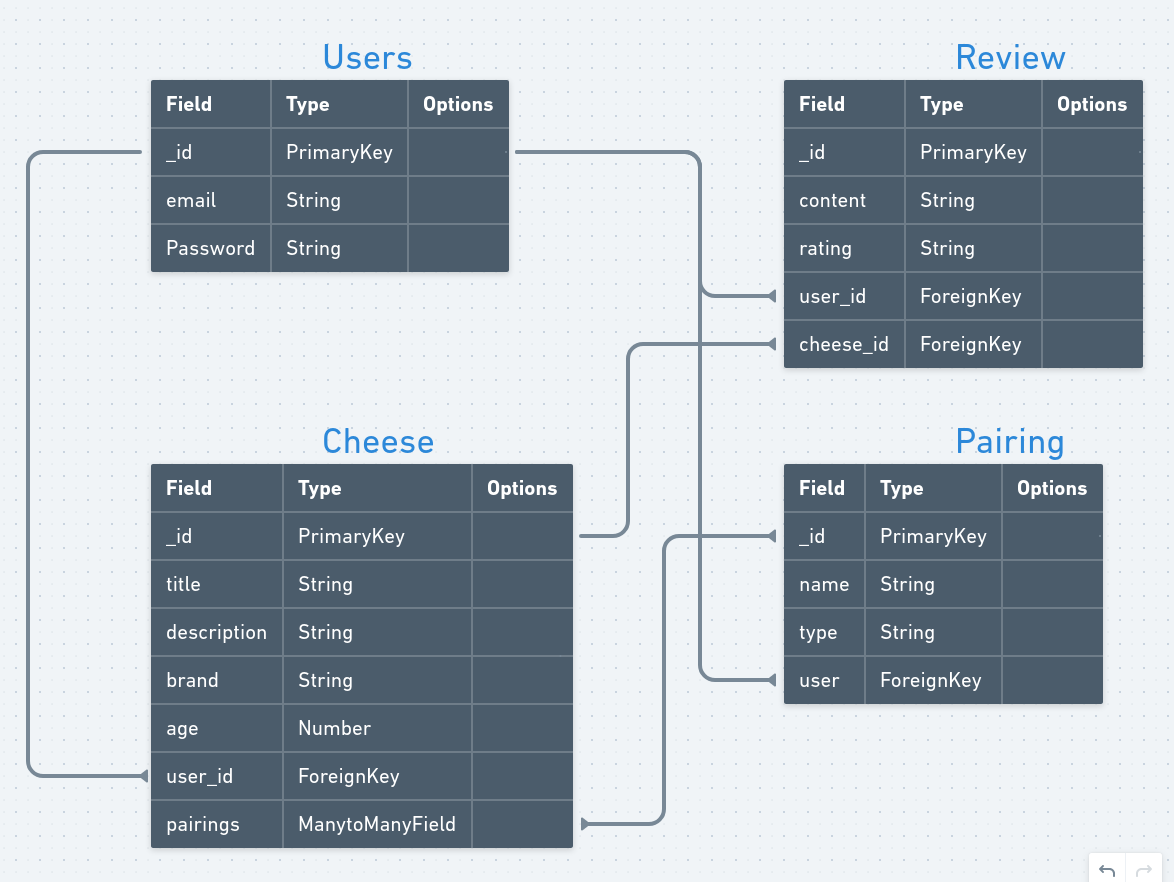 Users
Field Type Options
_id PrimaryKey
email String
Password String
Review
Field Type Options
_id PrimaryKey
content String
rating String
user_id ForeignKey
cheese_id ForeignKey
Cheese
Field Type Options
_id PrimaryKey
title String
description String
brand String
age Number
user_id ForeignKey
pairings ManytoManyField
Pairing
Field Type Options
_id PrimaryKey
name String
type String
user ForeignKey